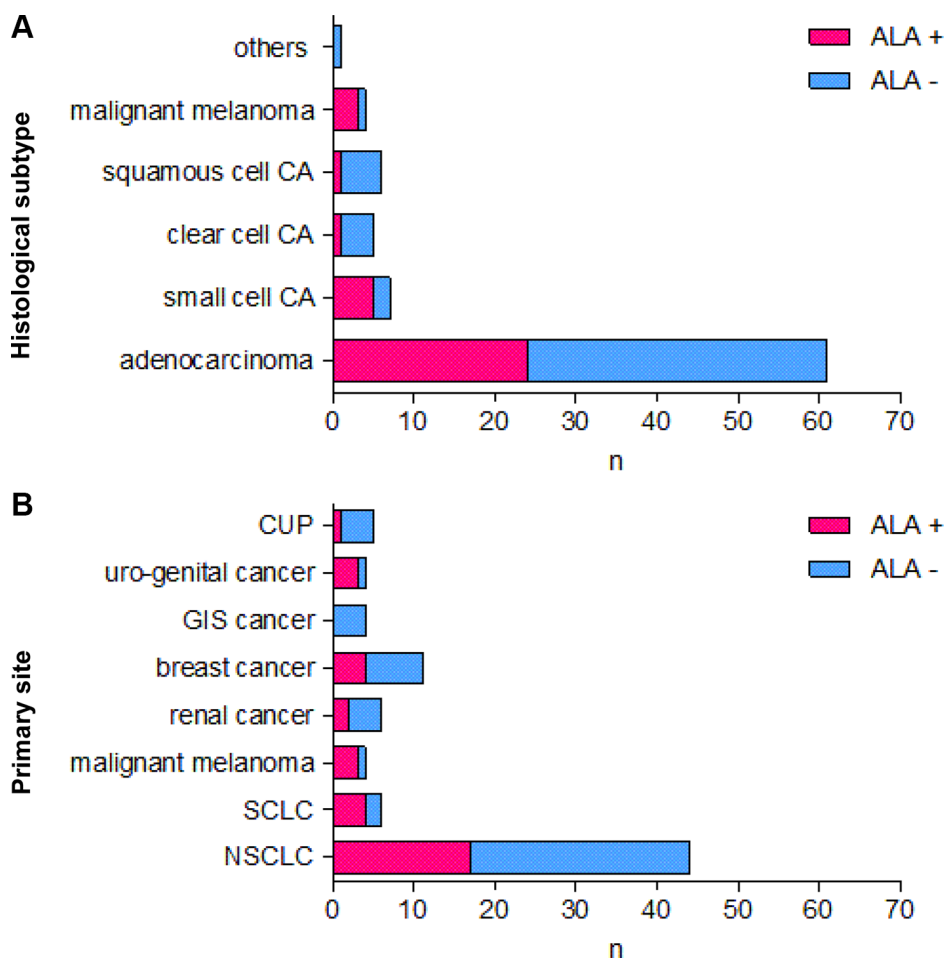 A
ALA +
ALA -
others
malignant melanoma
squamous cell CA
clear cell CA
small cell CA
adenocarcinoma
Histological subtype
0 10 20 30 40 50 60 70
n
B
ALA +
ALA -
CUP
uro-genital cancer
GIS cancer
breast cancer
renal cancer
malignant melanoma
SCLC
NSCLC
Primary site
0 10 20 30 40 50 60 70
n